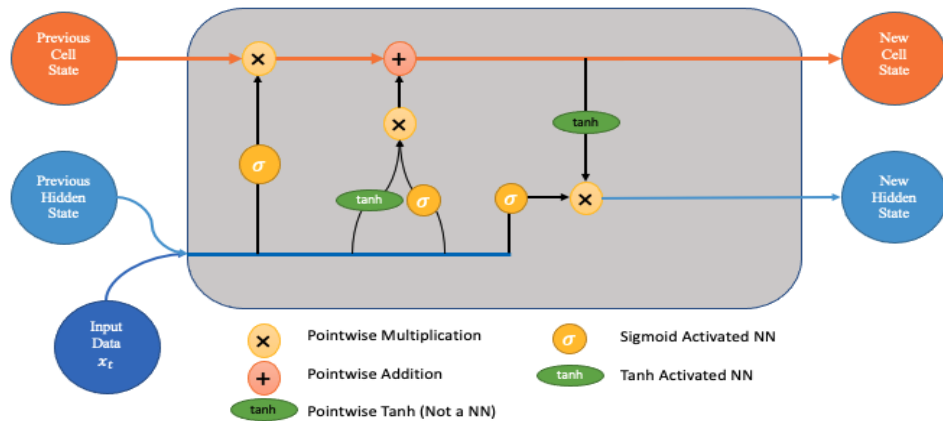 Previous
Cell
State
×
+
New
Cell
State
×
tanh
σ
Previous
Hidden
State
tanh
σ
σ
×
New
Hidden
State
Input
Data
xₜ
× Pointwise Multiplication
σ Sigmoid Activated NN
+ Pointwise Addition
tanh Tanh Activated NN
tanh Pointwise Tanh (Not a NN)